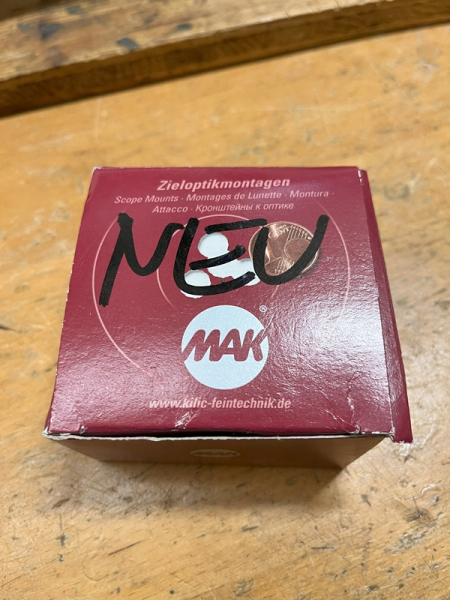 Zieloptikmontagen
Scope Mounts - Montages de Lunette - Montura -
Attacco - Кронштейны к оптике
NEU
MAK®
www.kilic-feintechnik.de